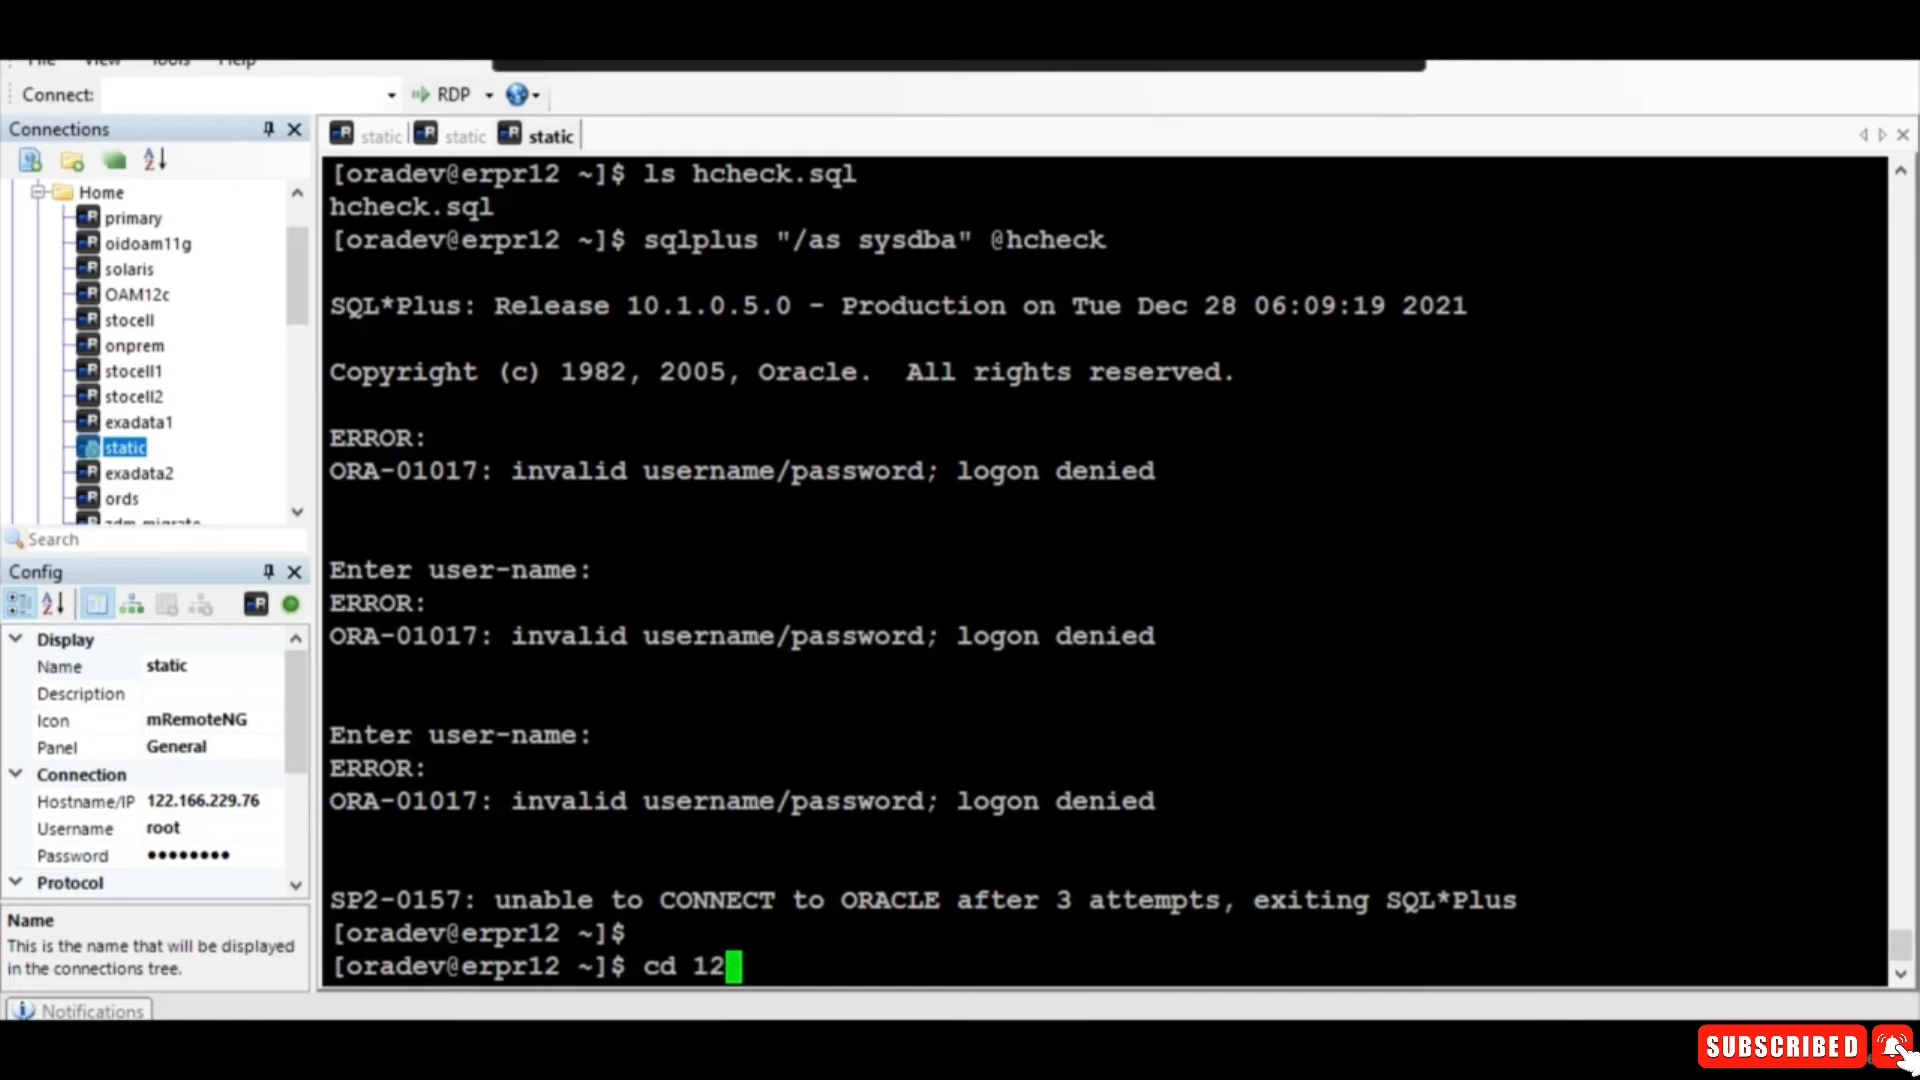 File View Tools Help
Connect: RDP
Connections
Home
primary
oidoam11g
solaris
OAM12c
stocell
onprem
stocell1
stocell2
exadata1
static
exadata2
ords
zdm_migrate
Search
Config
Display
Name static
Description
Icon mRemoteNG
Panel General
Connection
Hostname/IP 122.166.229.76
Username root
Password ●●●●●●●●
Protocol
Name
This is the name that will be displayed
in the connections tree.
Notifications
static static static
[oradev@erpr12 ~]$ ls hcheck.sql
hcheck.sql
[oradev@erpr12 ~]$ sqlplus "/as sysdba" @hcheck
SQL*Plus: Release 10.1.0.5.0 - Production on Tue Dec 28 06:09:19 2021
Copyright (c) 1982, 2005, Oracle.  All rights reserved.
ERROR:
ORA-01017: invalid username/password; logon denied
Enter user-name:
ERROR:
ORA-01017: invalid username/password; logon denied
Enter user-name:
ERROR:
ORA-01017: invalid username/password; logon denied
SP2-0157: unable to CONNECT to ORACLE after 3 attempts, exiting SQL*Plus
[oradev@erpr12 ~]$
[oradev@erpr12 ~]$ cd 12
SUBSCRIBED